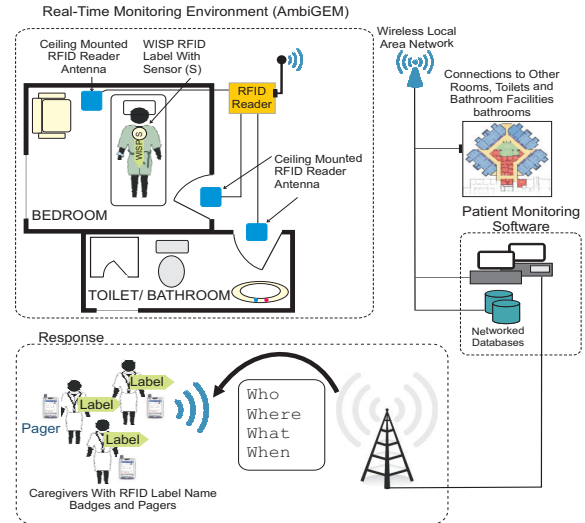 Real-Time Monitoring Environment (AmbiGEM)
Ceiling Mounted
RFID Reader
Antenna
WISP RFID
Label With
Sensor (S)
RFID
Reader
WISP
S
Ceiling Mounted
RFID Reader
Antenna
BEDROOM
TOILET/ BATHROOM
Wireless Local
Area Network
Connections to Other
Rooms, Toilets and
Bathroom Facilities
bathrooms
Patient Monitoring
Software
Networked
Databases
Response
Label
Label
Label
Pager
Caregivers With RFID Label Name
Badges and Pagers
Who
Where
What
When